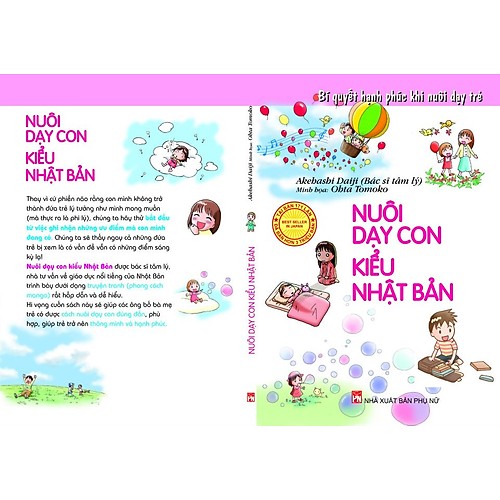 NUÔI
DẠY CON
KIỂU
NHẬT BẢN
Thay vì cứ phiền não rằng con mình không trở
thành đứa trẻ lý tưởng như mình mong muốn
(mà thực ra là phi lý), chúng ta hãy thử bắt đầu
từ việc ghi nhận những ưu điểm mà con mình
đang có. Chúng ta sẽ thấy ngay cả những đứa
trẻ bị xem là có vấn đề vẫn có những điểm sáng
kỳ lạ!
Nuôi dạy con kiểu Nhật Bản được bác sĩ tâm lý,
nhà tư vấn về giáo dục nổi tiếng của Nhật Bản
trình bày dưới dạng truyện tranh (phong cách
manga) rất hấp dẫn và dễ hiểu.
Hi vọng cuốn sách này sẽ giúp các ông bố bà mẹ
trẻ có được cách nuôi dạy con đúng đắn, phù
hợp, giúp trẻ trở nên thông minh và hạnh phúc.
Akebashi Daiji Minh họa: Ohta Tomoko
NUÔI DẠY CON KIỂU NHẬT BẢN
PN
Bí quyết hạnh phúc khi nuôi dạy trẻ
Akebashi Daiji (Bác sĩ tâm lý)
Minh họa: Ohta Tomoko
BEST SELLER
IN JAPAN
NUÔI
DẠY CON
KIỂU
NHẬT BẢN
PN
NHÀ XUẤT BẢN PHỤ NỮ